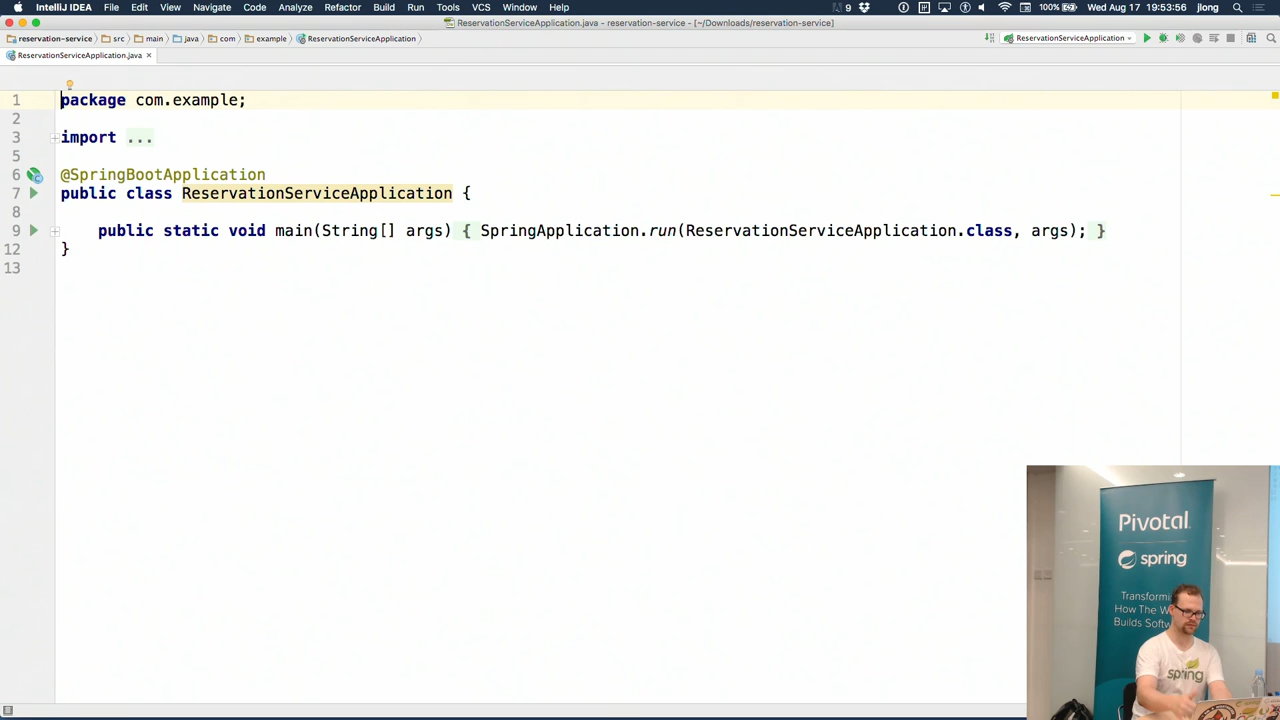 IntelliJ IDEA File Edit View Navigate Code Analyze Refactor Build Run Tools VCS Window Help 9 100% Wed Aug 17 19:53:56 jlong
ReservationServiceApplication.java - reservation-service - [~/Downloads/reservation-service]
reservation-service src main java com example ReservationServiceApplication ReservationServiceApplication
ReservationServiceApplication.java
1 package com.example;
2
3 import ...
5
6 @SpringBootApplication
7 public class ReservationServiceApplication {
8
9 public static void main(String[] args) { SpringApplication.run(ReservationServiceApplication.class, args); }
12 }
13
Pivotal
spring
Transformi
How The W
Builds Softw
spring